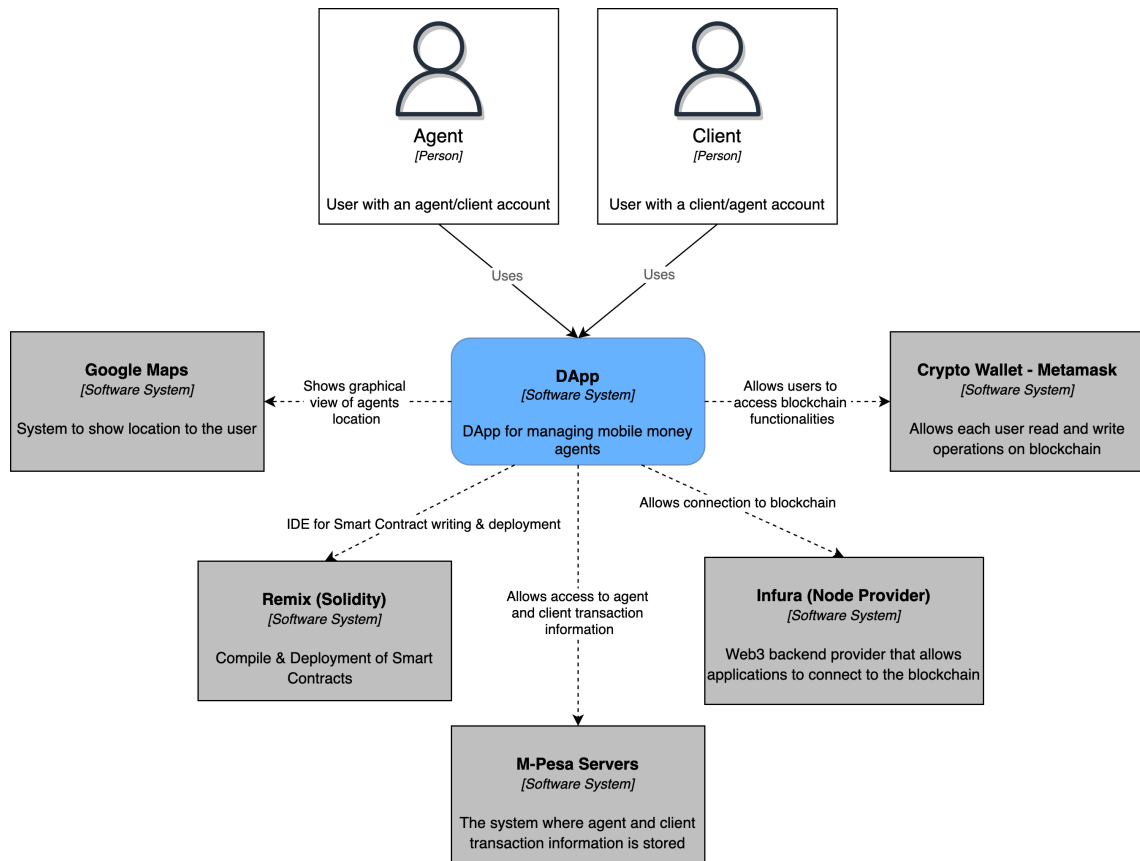 Agent
[Person]
User with an agent/client account
Client
[Person]
User with a client/agent account
Uses
Uses
Google Maps
[Software System]
System to show location to the user
Shows graphical
view of agents
location
DApp
[Software System]
DApp for managing mobile money
agents
Allows users to
access blockchain
functionalities
Crypto Wallet - Metamask
[Software System]
Allows each user read and write
operations on blockchain
IDE for Smart Contract writing & deployment
Allows connection to blockchain
Remix (Solidity)
[Software System]
Compile & Deployment of Smart
Contracts
Allows access to agent
and client transaction
information
Infura (Node Provider)
[Software System]
Web3 backend provider that allows
applications to connect to the blockchain
M-Pesa Servers
[Software System]
The system where agent and client
transaction information is stored